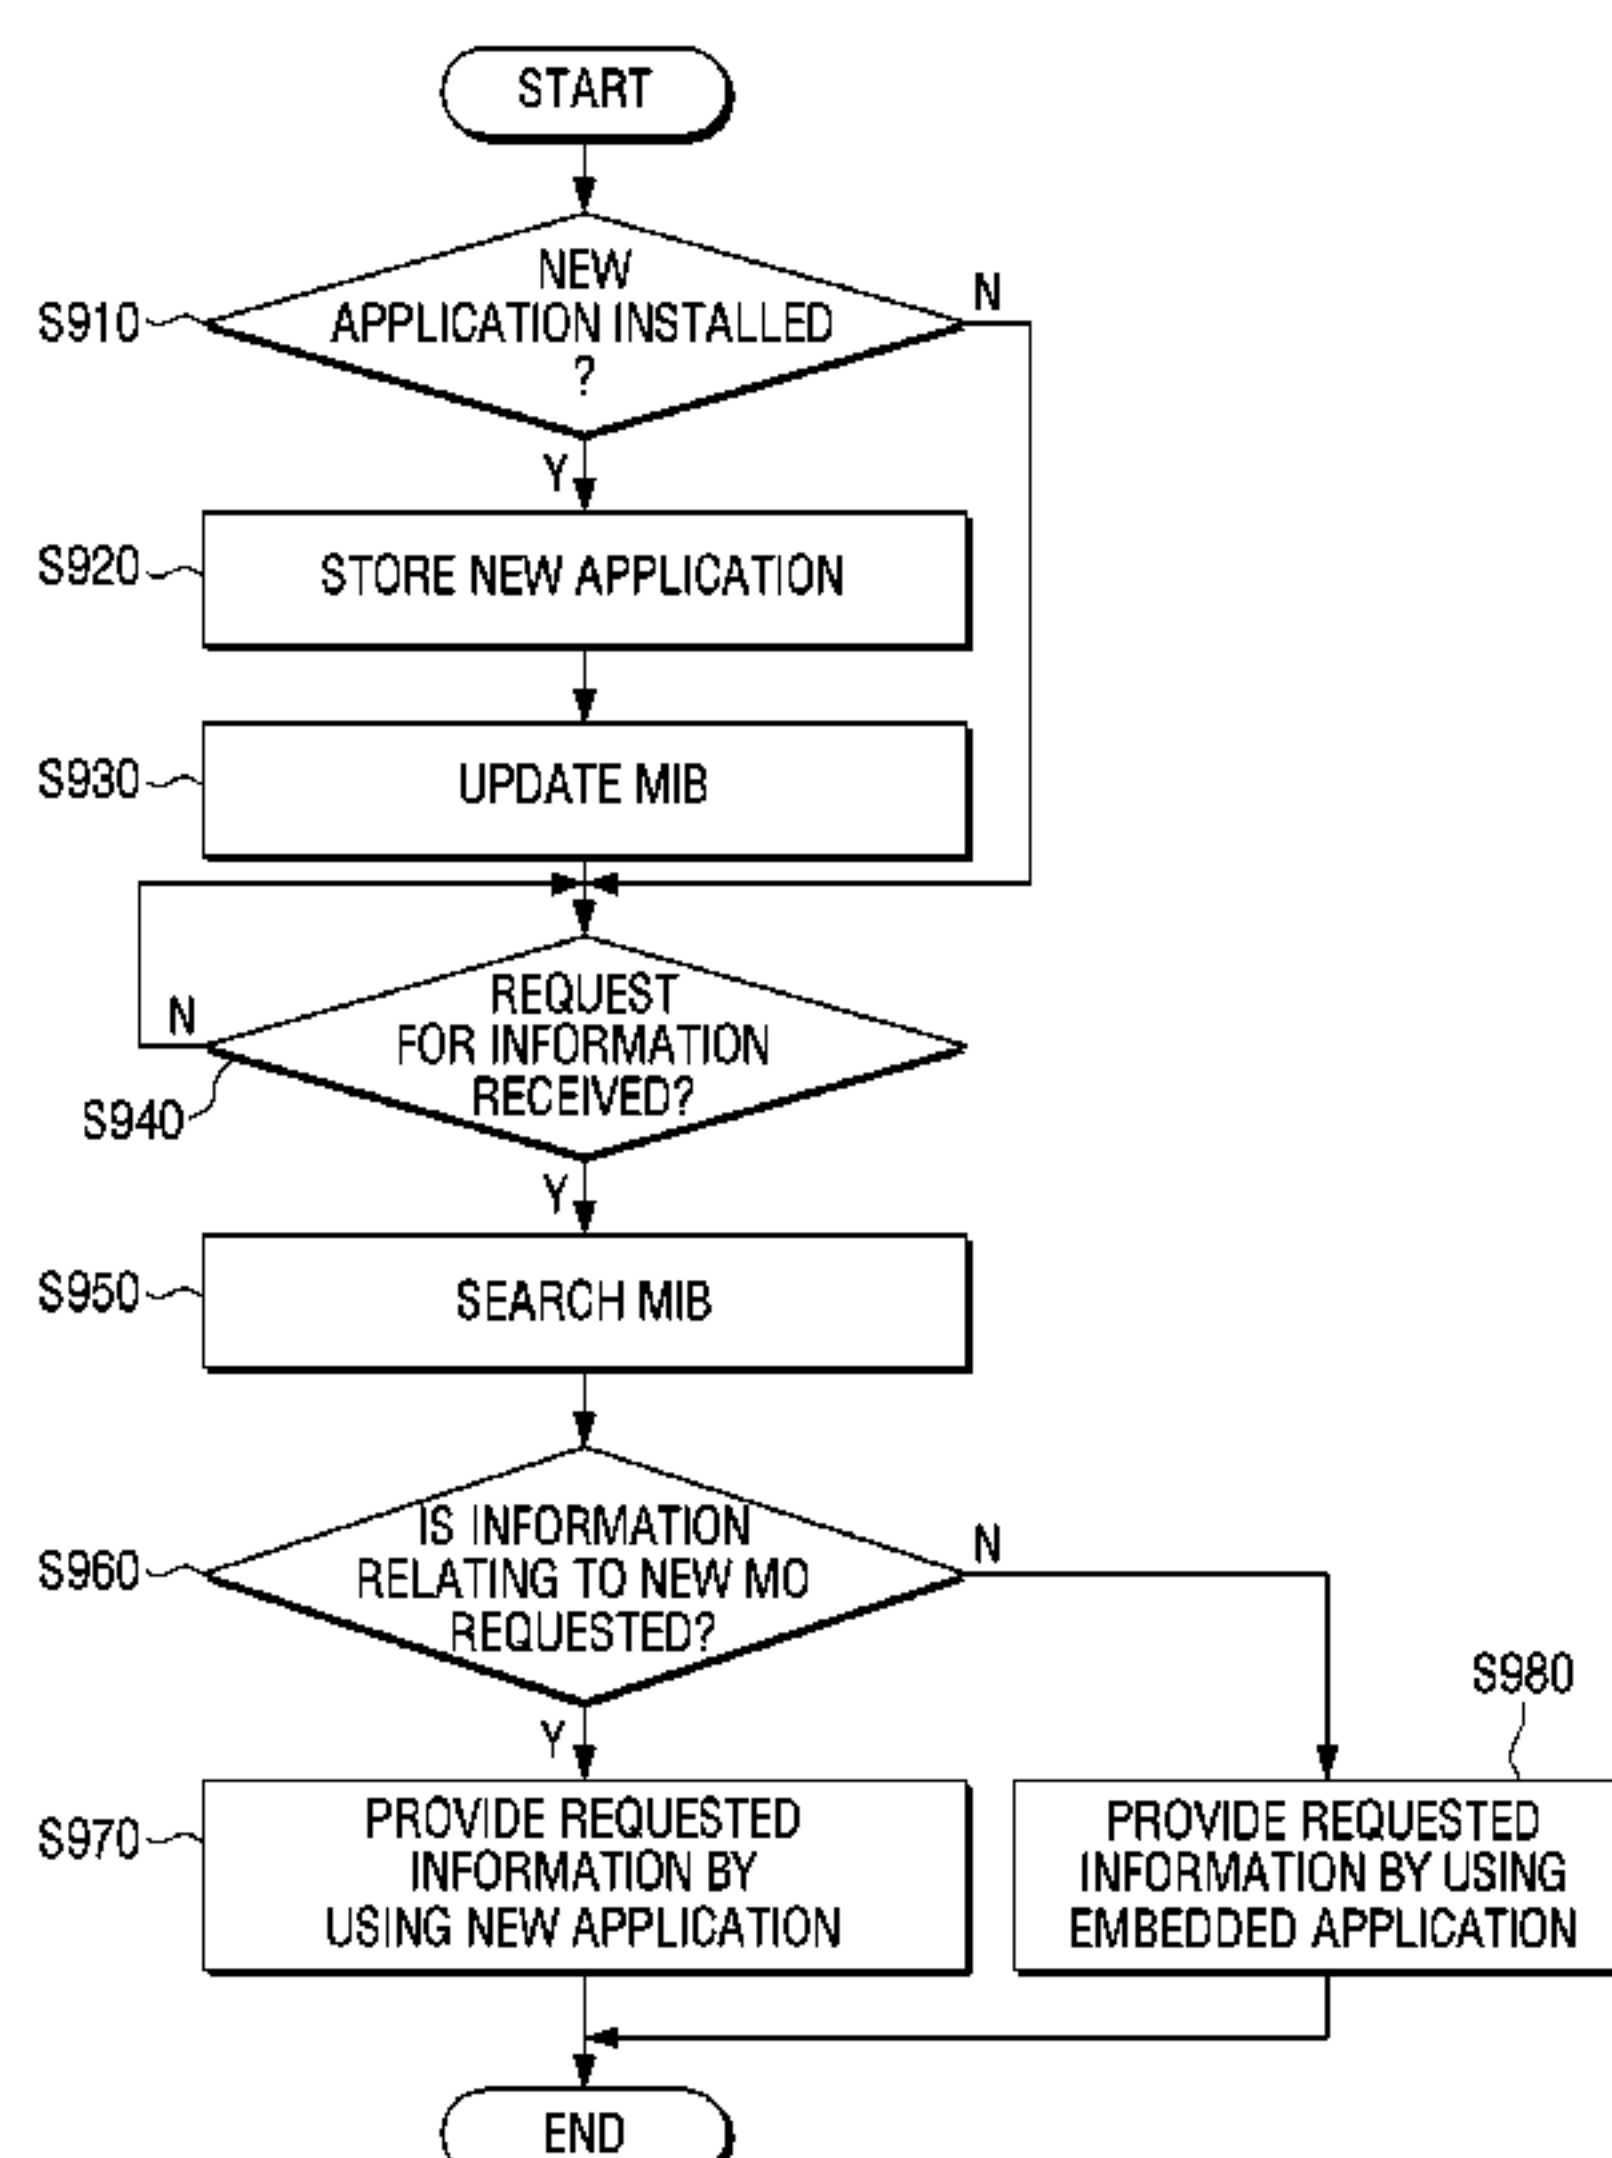 START
NEW
APPLICATION INSTALLED
?
N
S910
Y
S920
STORE NEW APPLICATION
S930
UPDATE MIB
REQUEST
FOR INFORMATION
RECEIVED?
N
S940
Y
S950
SEARCH MIB
IS INFORMATION
RELATING TO NEW MO
REQUESTED?
N
S960
Y
S980
S970
PROVIDE REQUESTED
INFORMATION BY
USING NEW APPLICATION
PROVIDE REQUESTED
INFORMATION BY USING
EMBEDDED APPLICATION
END